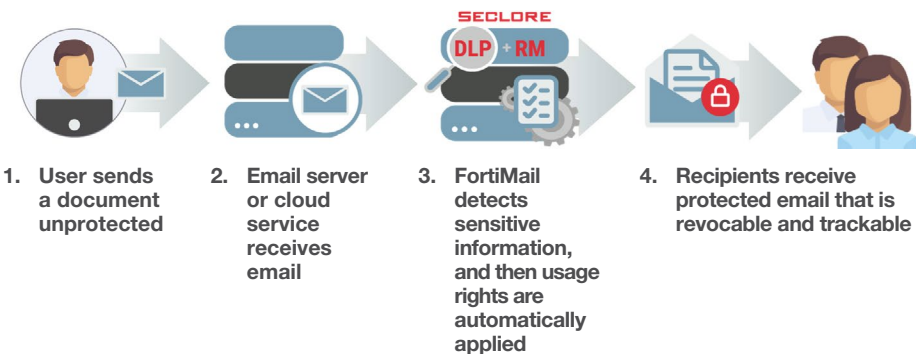 SECLORE
DLP + RM
1. User sends
a document
unprotected
2. Email server
or cloud
service
receives
email
3. FortiMail
detects
sensitive
information,
and then usage
rights are
automatically
applied
4. Recipients receive
protected email that is
revocable and trackable